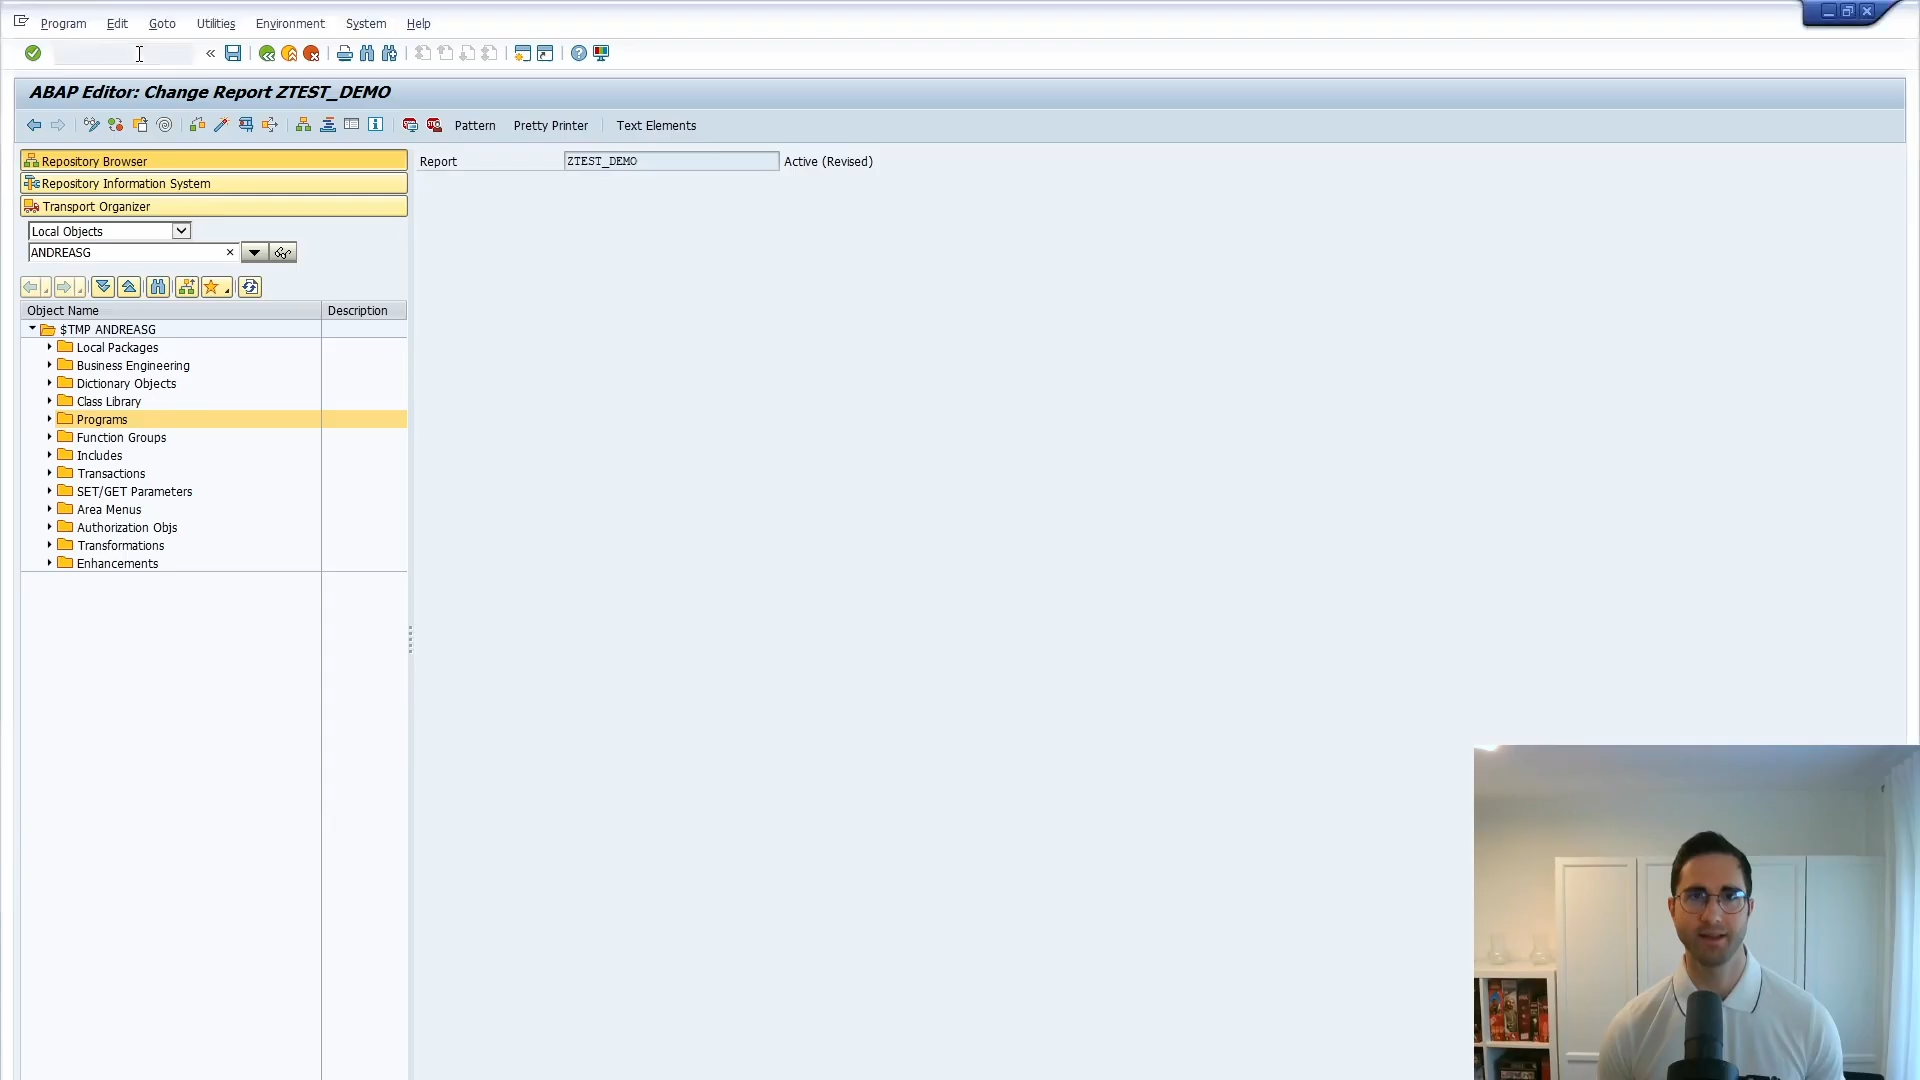 Program Edit Goto Utilities Environment System Help
ABAP Editor: Change Report ZTEST_DEMO
Pattern Pretty Printer Text Elements
Repository Browser
Report ZTEST_DEMO Active (Revised)
Repository Information System
Transport Organizer
Local Objects
ANDREASG
Object Name Description
$TMP ANDREASG
Local Packages
Business Engineering
Dictionary Objects
Class Library
Programs
Function Groups
Includes
Transactions
SET/GET Parameters
Area Menus
Authorization Objs
Transformations
Enhancements